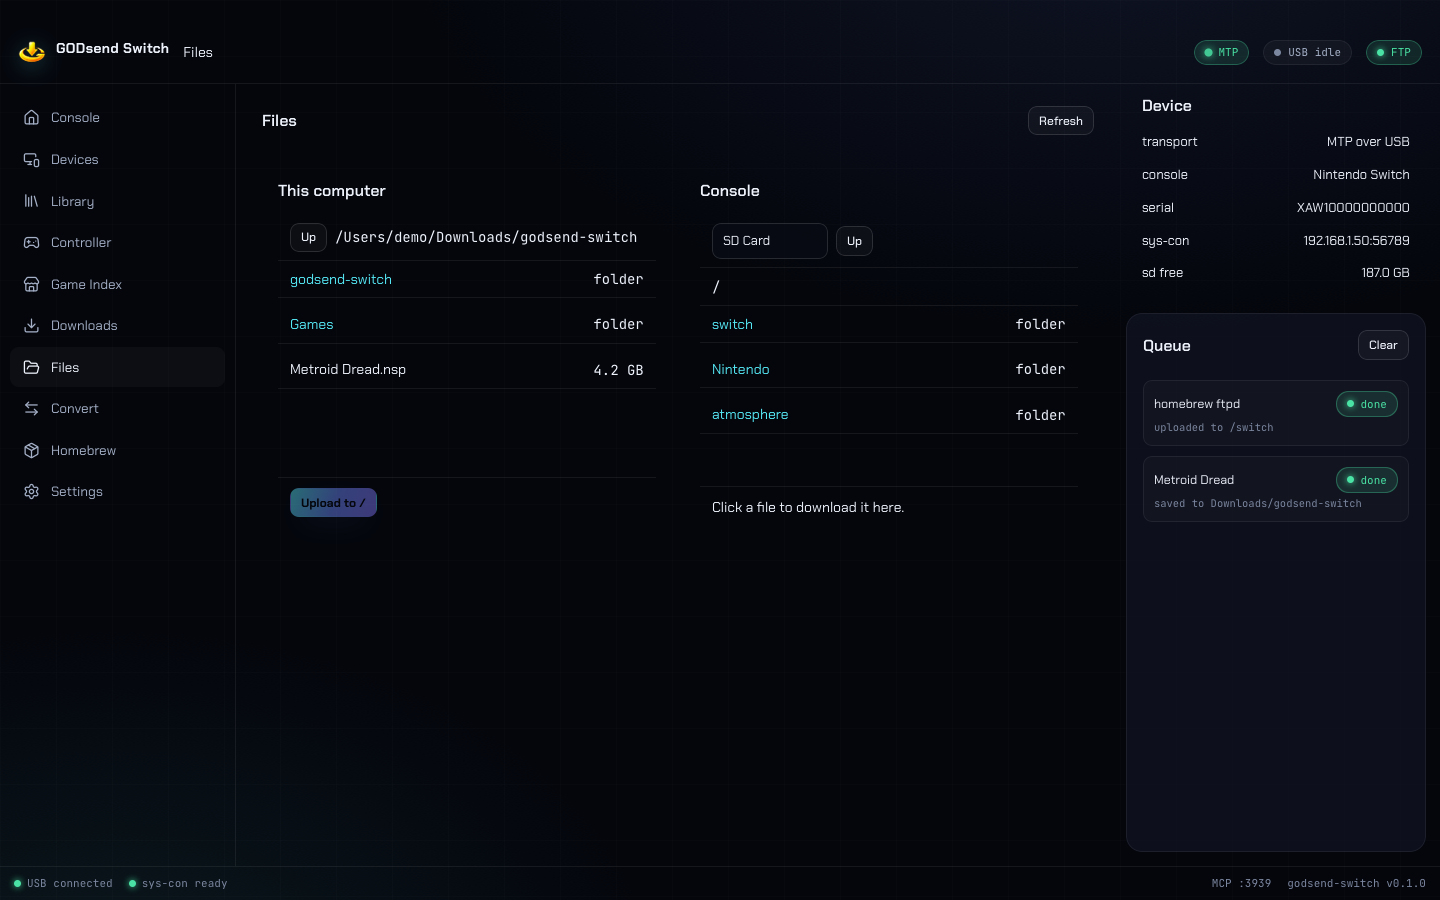 GODsend Switch
Files
MTP
USB idle
FTP
Console
Devices
Library
Controller
Game Index
Downloads
Files
Convert
Homebrew
Settings
Files
Refresh
This computer
Up /Users/demo/Downloads/godsend-switch
godsend-switch folder
Games folder
Metroid Dread.nsp 4.2 GB
Upload to /
Console
SD Card Up
/
switch folder
Nintendo folder
atmosphere folder
Click a file to download it here.
Device
transport MTP over USB
console Nintendo Switch
serial XAW10000000000
sys-con 192.168.1.50:56789
sd free 187.0 GB
Queue Clear
homebrew ftpd done
uploaded to /switch
Metroid Dread done
saved to Downloads/godsend-switch
USB connected sys-con ready
MCP :3939 godsend-switch v0.1.0